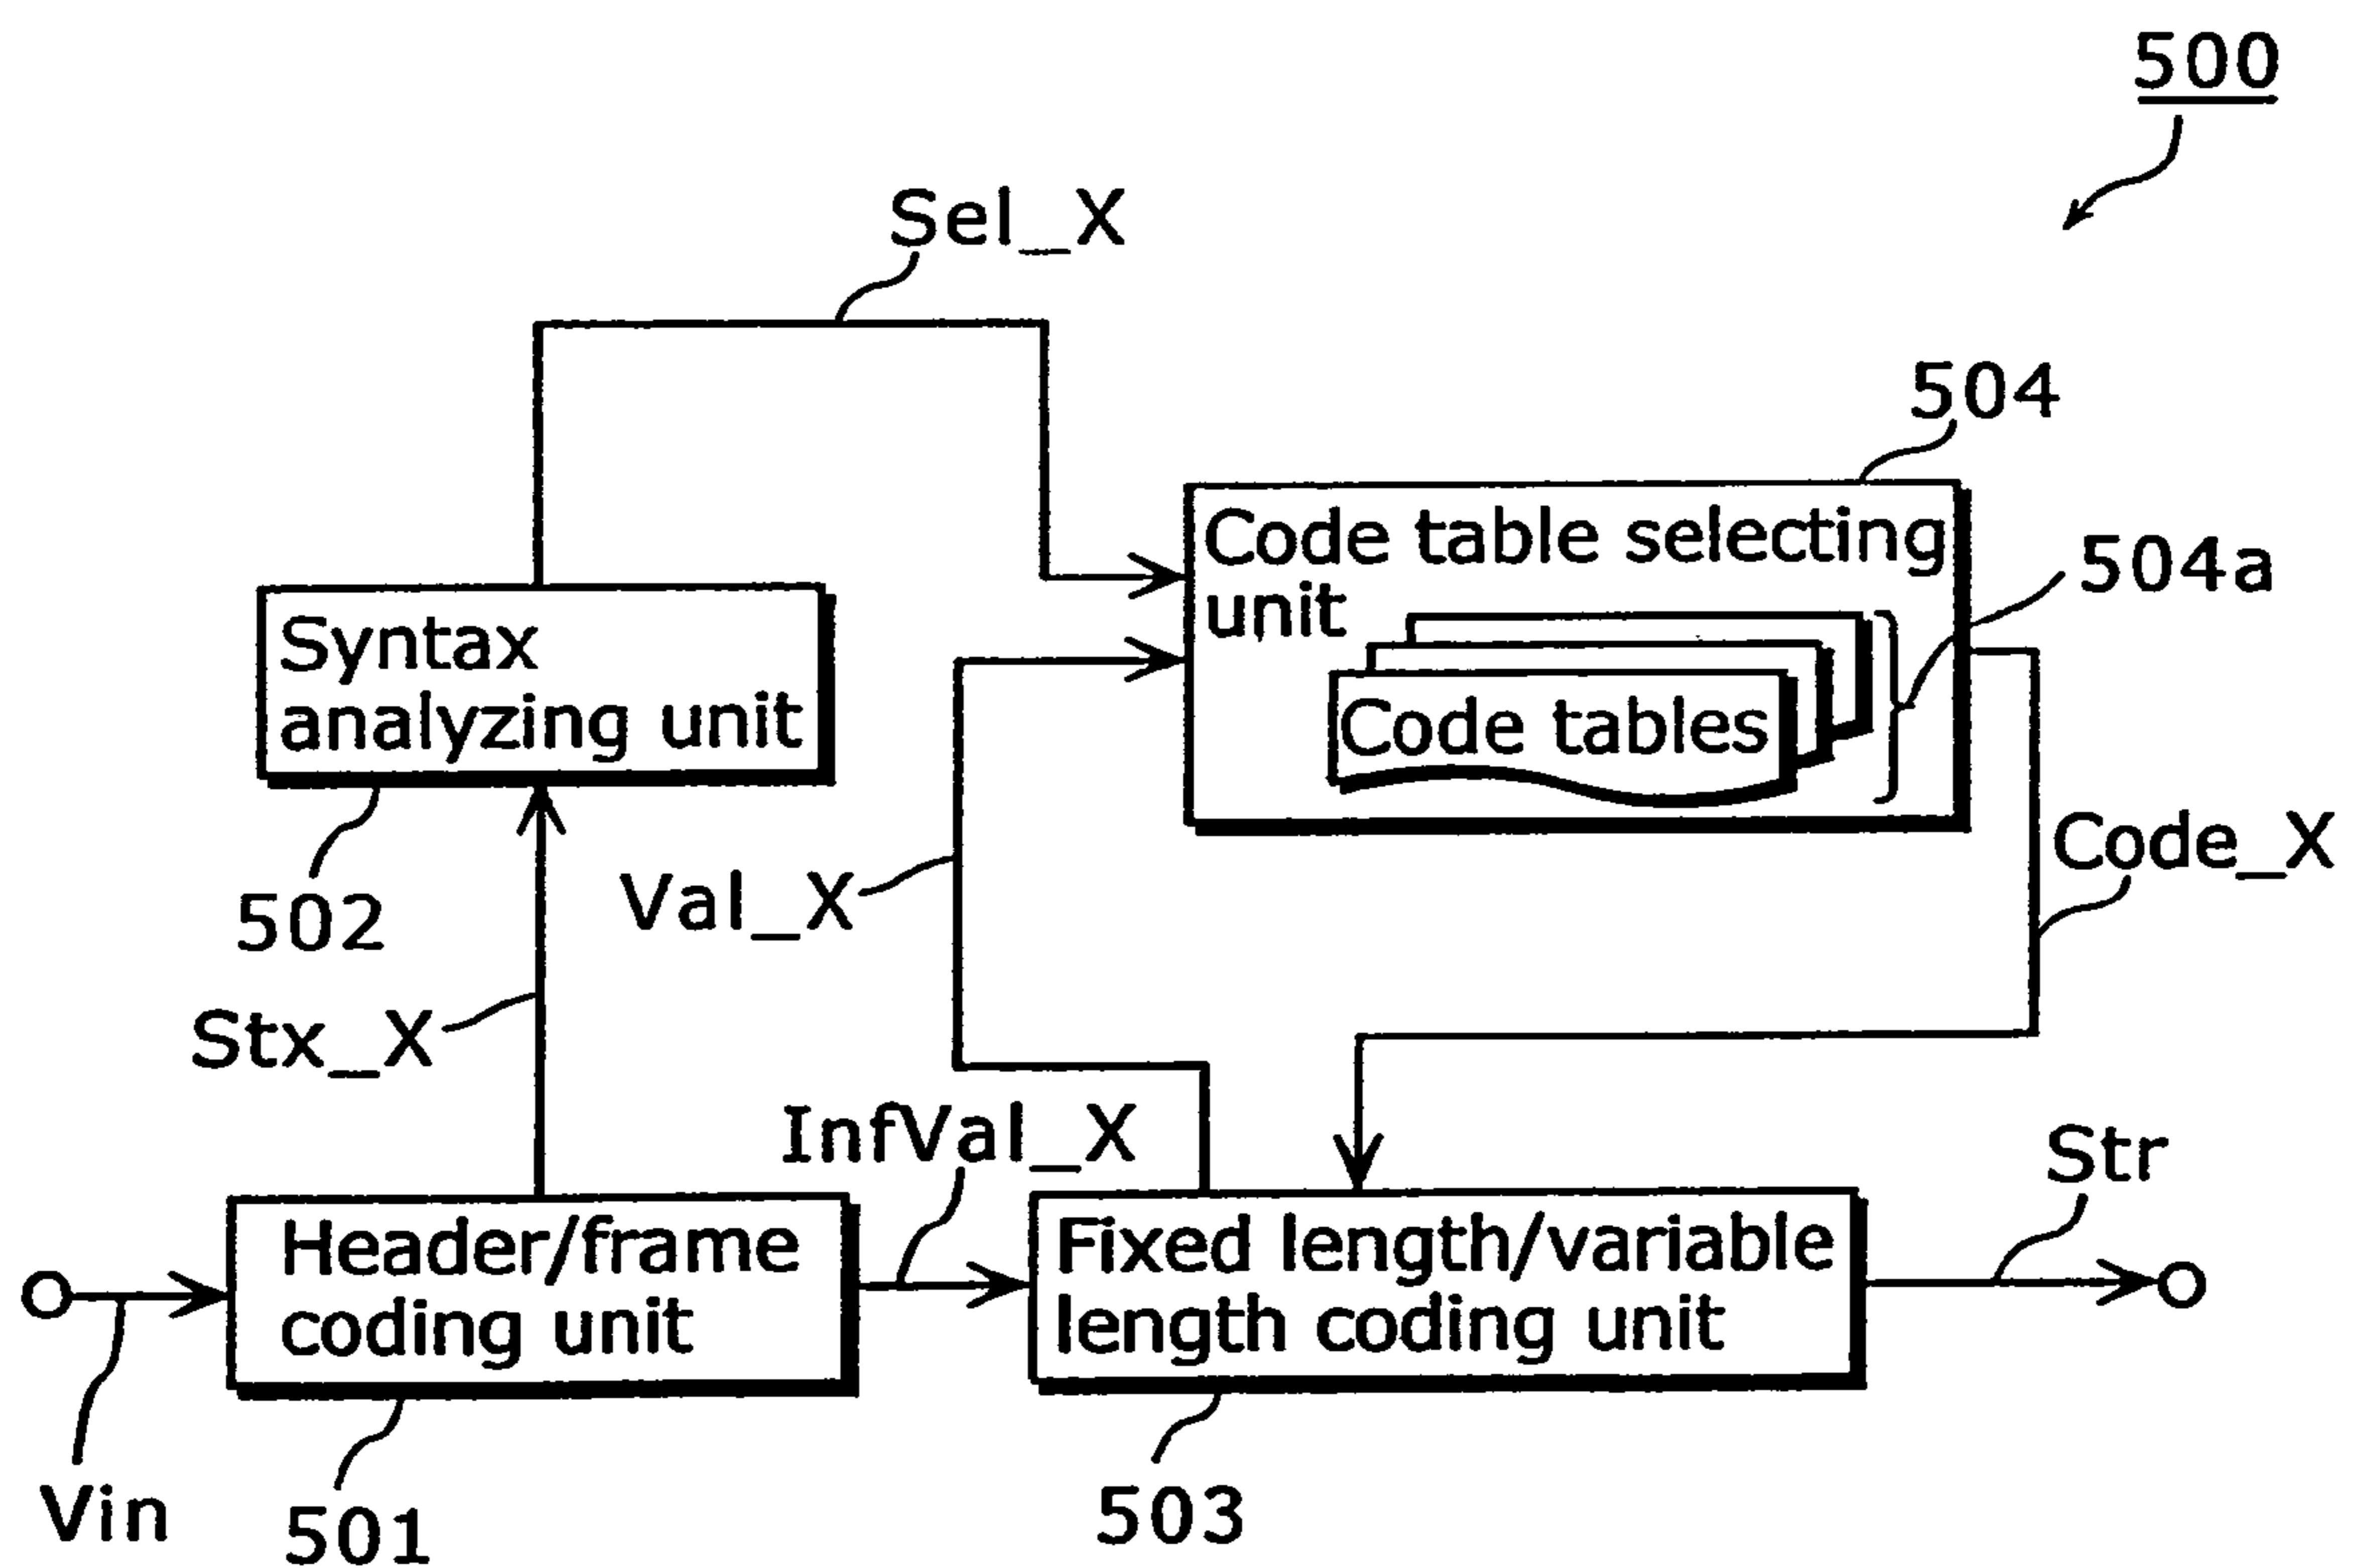 500
Sel_X
504
Code table selecting
unit
504a
Code tables
Syntax
analyzing unit
502
Val_X
Code_X
Stx_X
InfVal_X
Str
Header/frame
coding unit
Fixed length/variable
length coding unit
Vin
501
503